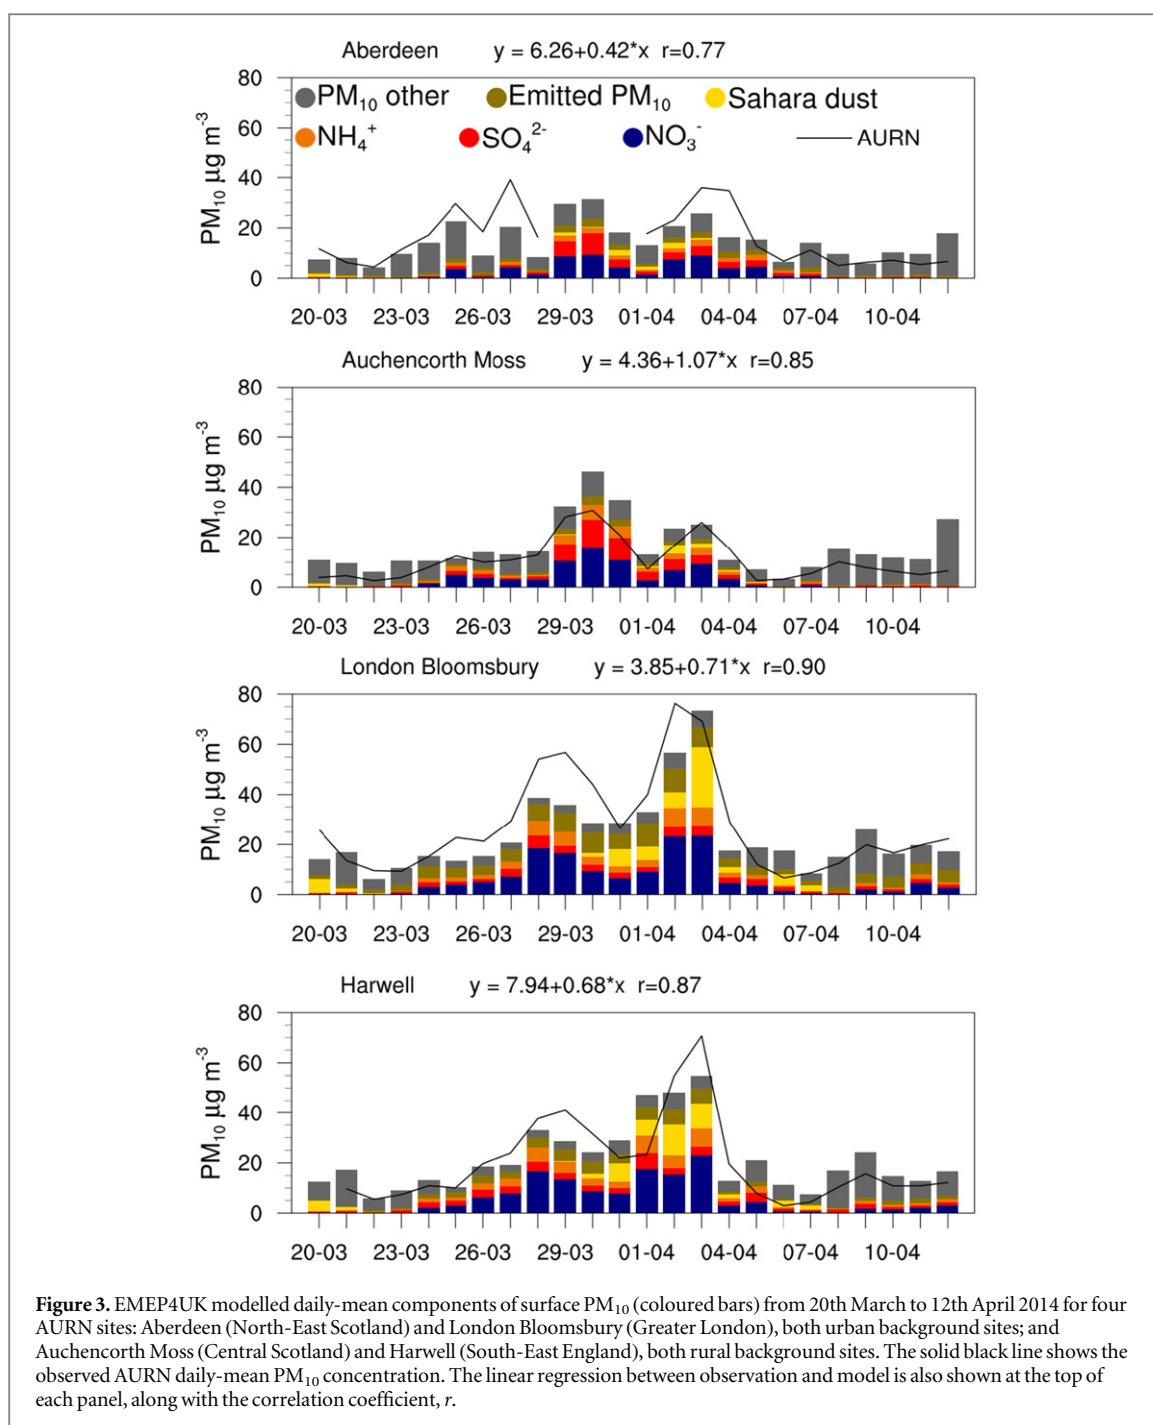 Aberdeen y = 6.26+0.42*x r=0.77
80
PM₁₀ other Emitted PM₁₀ Sahara dust
NH₄⁺ SO₄²⁻ NO₃⁻ AURN
60
40
20
0
PM₁₀ µg m⁻³
20-03 23-03 26-03 29-03 01-04 04-04 07-04 10-04
Auchencorth Moss y = 4.36+1.07*x r=0.85
80
60
40
20
0
PM₁₀ µg m⁻³
20-03 23-03 26-03 29-03 01-04 04-04 07-04 10-04
London Bloomsbury y = 3.85+0.71*x r=0.90
80
60
40
20
0
PM₁₀ µg m⁻³
20-03 23-03 26-03 29-03 01-04 04-04 07-04 10-04
Harwell y = 7.94+0.68*x r=0.87
80
60
40
20
0
PM₁₀ µg m⁻³
20-03 23-03 26-03 29-03 01-04 04-04 07-04 10-04
Figure 3. EMEP4UK modelled daily-mean components of surface PM₁₀ (coloured bars) from 20th March to 12th April 2014 for four
AURN sites: Aberdeen (North-East Scotland) and London Bloomsbury (Greater London), both urban background sites; and
Auchencorth Moss (Central Scotland) and Harwell (South-East England), both rural background sites. The solid black line shows the
observed AURN daily-mean PM₁₀ concentration. The linear regression between observation and model is also shown at the top of
each panel, along with the correlation coefficient, r.